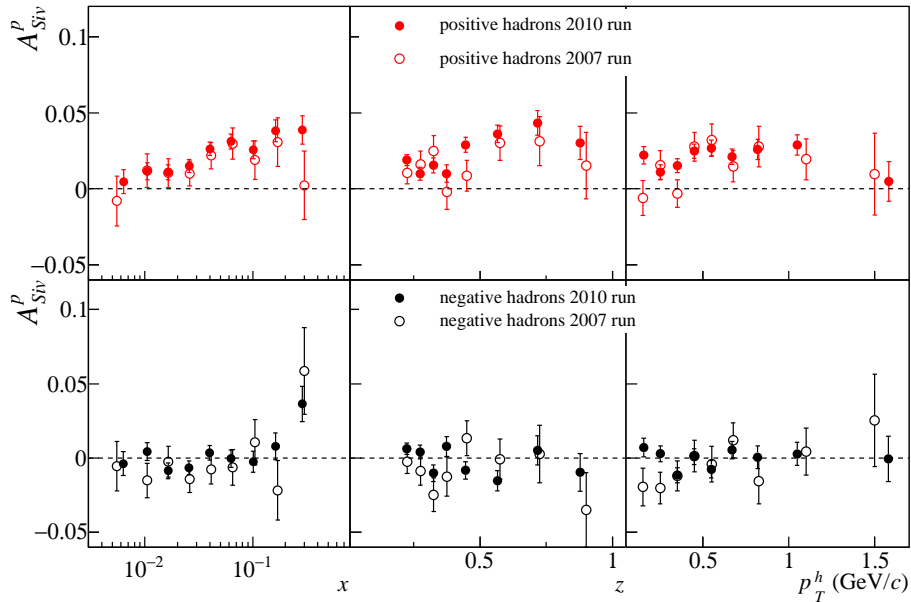 A^p_Siv
0.1
0.05
0
−0.05
positive hadrons 2010 run
positive hadrons 2007 run
A^p_Siv
0.1
0.05
0
−0.05
negative hadrons 2010 run
negative hadrons 2007 run
10^−2 10^−1 0.5 0.5 1 1.5
x z p^h_T (GeV/c)